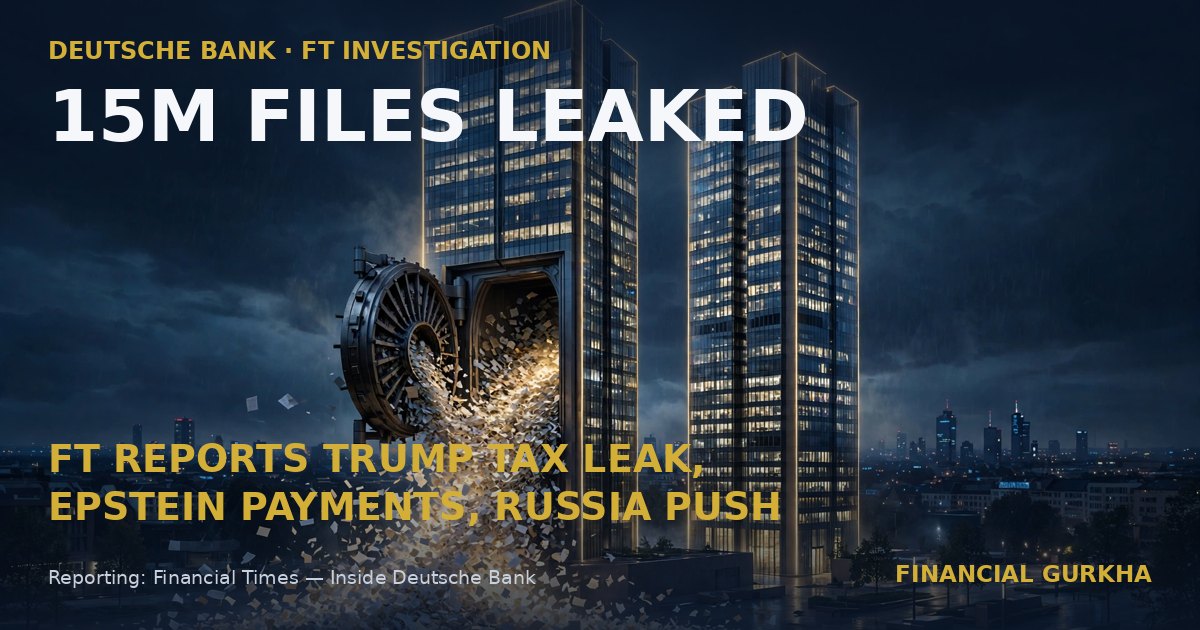 DEUTSCHE BANK · FT INVESTIGATION
15M FILES LEAKED
FT REPORTS TRUMP TAX LEAK,
EPSTEIN PAYMENTS, RUSSIA PUSH
Reporting: Financial Times — Inside Deutsche Bank
FINANCIAL GURKHA